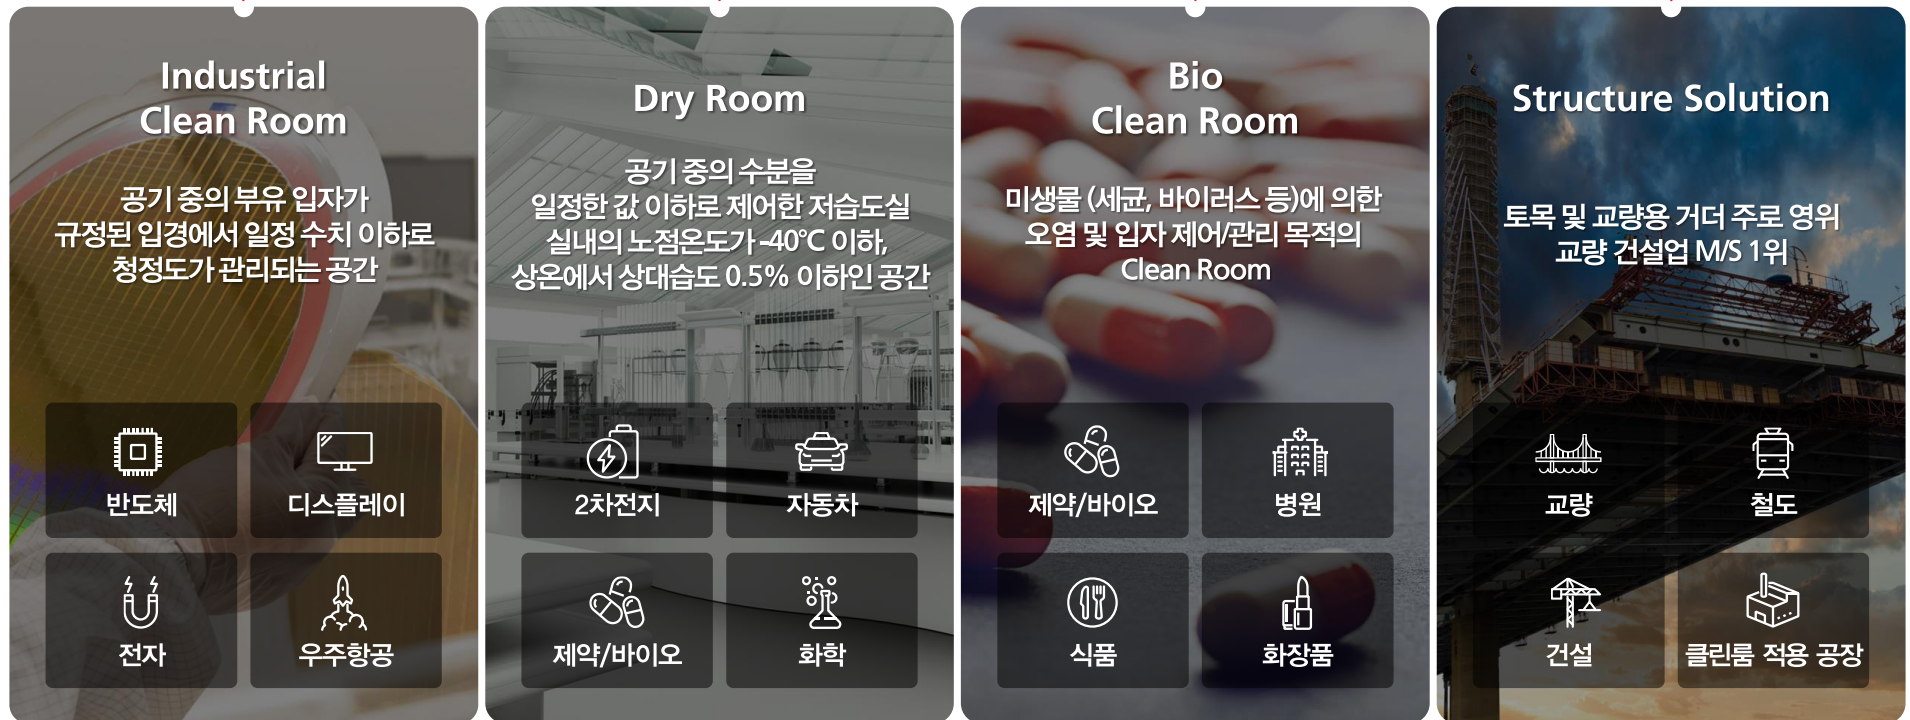 Industrial
Clean Room
공기 중의 부유 입자가
규정된 입경에서 일정 수치 이하로
청정도가 관리되는 공간
반도체
디스플레이
전자
우주항공
Dry Room
공기 중의 수분을
일정한 값 이하로 제어한 저습도실
실내의 노점온도가 -40℃ 이하,
상온에서 상대습도 0.5% 이하인 공간
2차전지
자동차
제약/바이오
화학
Bio
Clean Room
미생물 (세균, 바이러스 등)에 의한
오염 및 입자 제어/관리 목적의
Clean Room
제약/바이오
병원
식품
화장품
Structure Solution
토목 및 교량용 거더 주로 영위
교량 건설업 M/S 1위
교량
철도
건설
클린룸 적용 공장